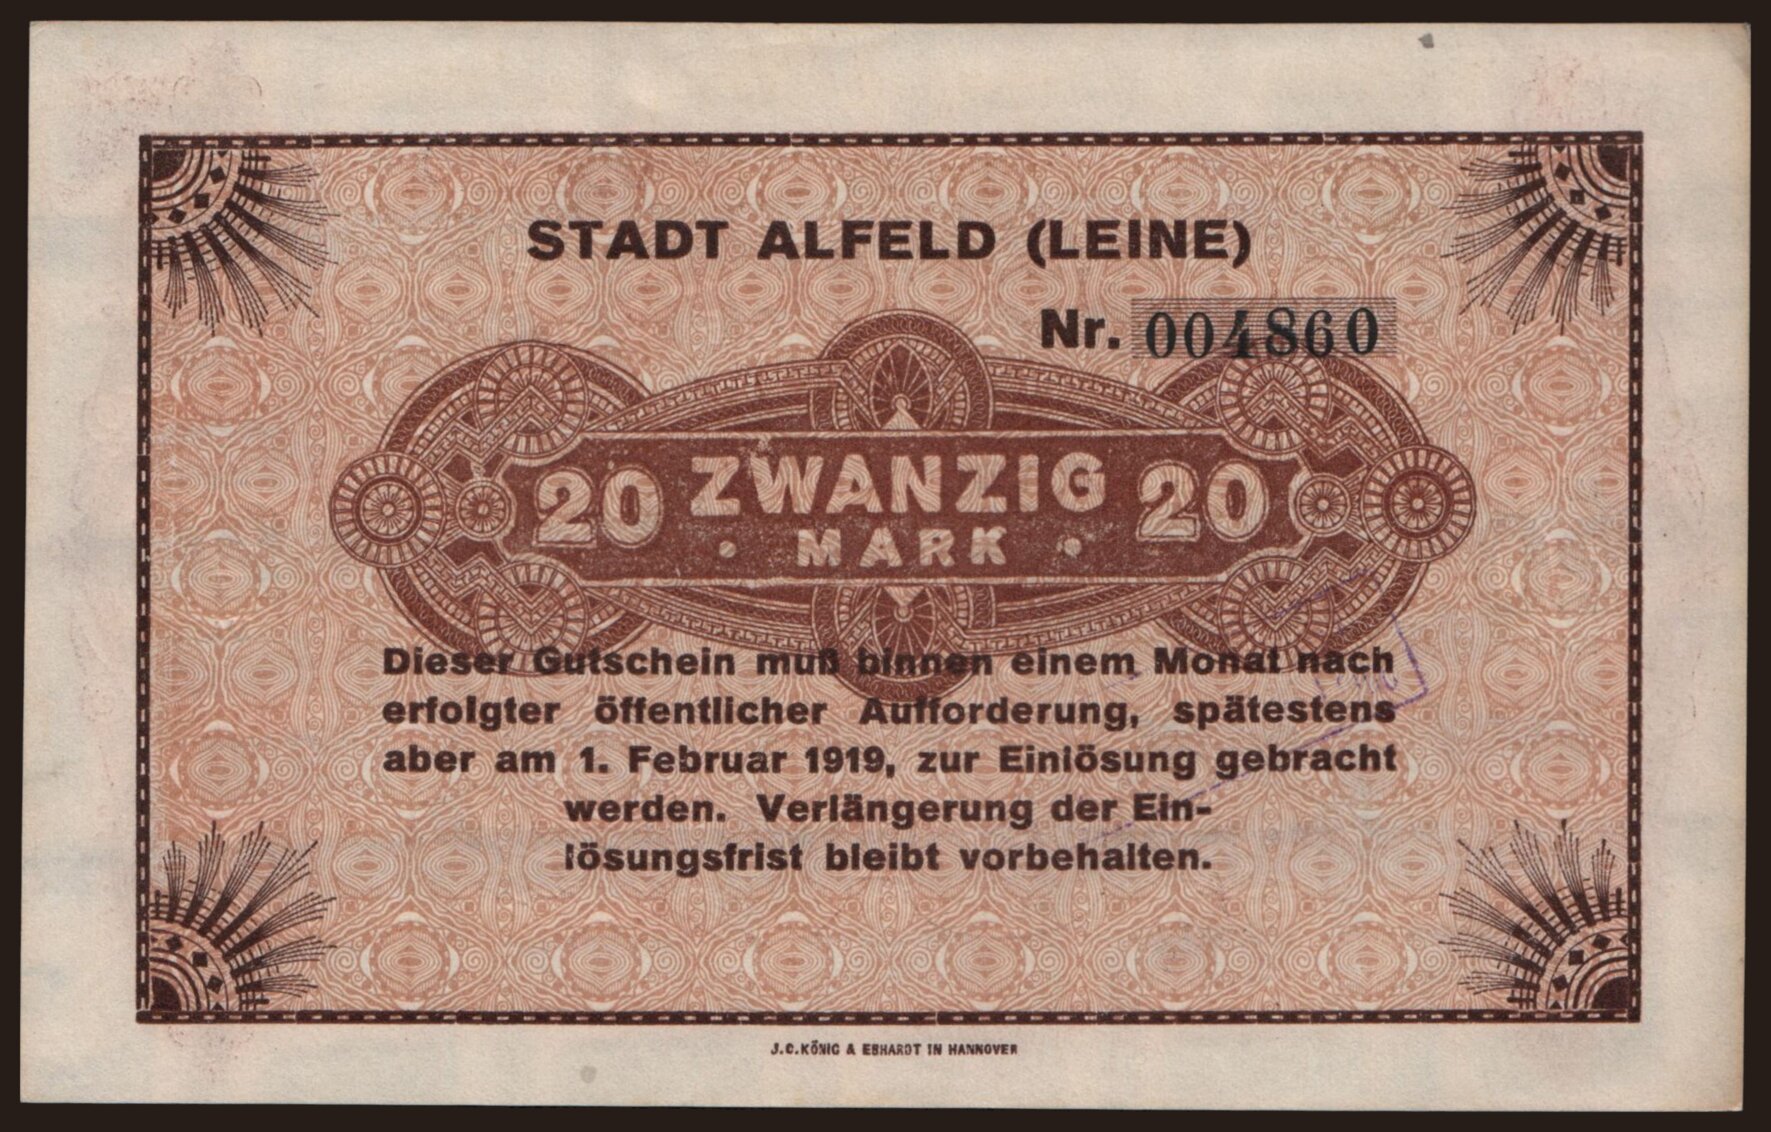 STADT ALFELD (LEINE)
Nr. 004860
20 ZWANZIG 20
· MARK ·
Dieser Gutschein muß binnen einem Monat nach
erfolgter öffentlicher Aufforderung, spätestens
aber am 1. Februar 1919, zur Einlösung gebracht
werden. Verlängerung der Ein-
lösungsfrist bleibt vorbehalten.
J.C.KÖNIG & EBHARDT IN HANNOVER